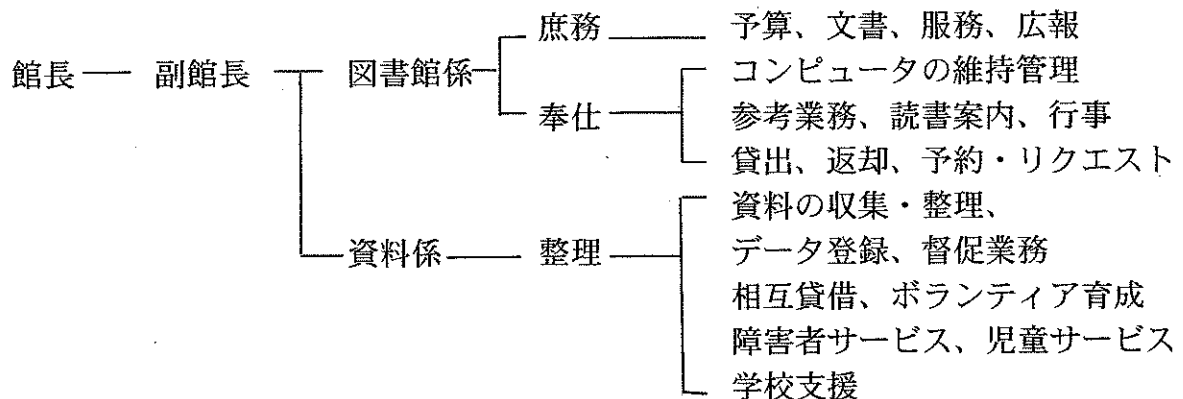 庶務 予算、文書、服務、広報
館長 副館長 図書館係 コンピュータの維持管理
奉仕 参考業務、読書案内、行事
貸出、返却、予約・リクエスト
資料の収集・整理、
資料係 整理 データ登録、督促業務
相互貸借、ボランティア育成
障害者サービス、児童サービス
学校支援